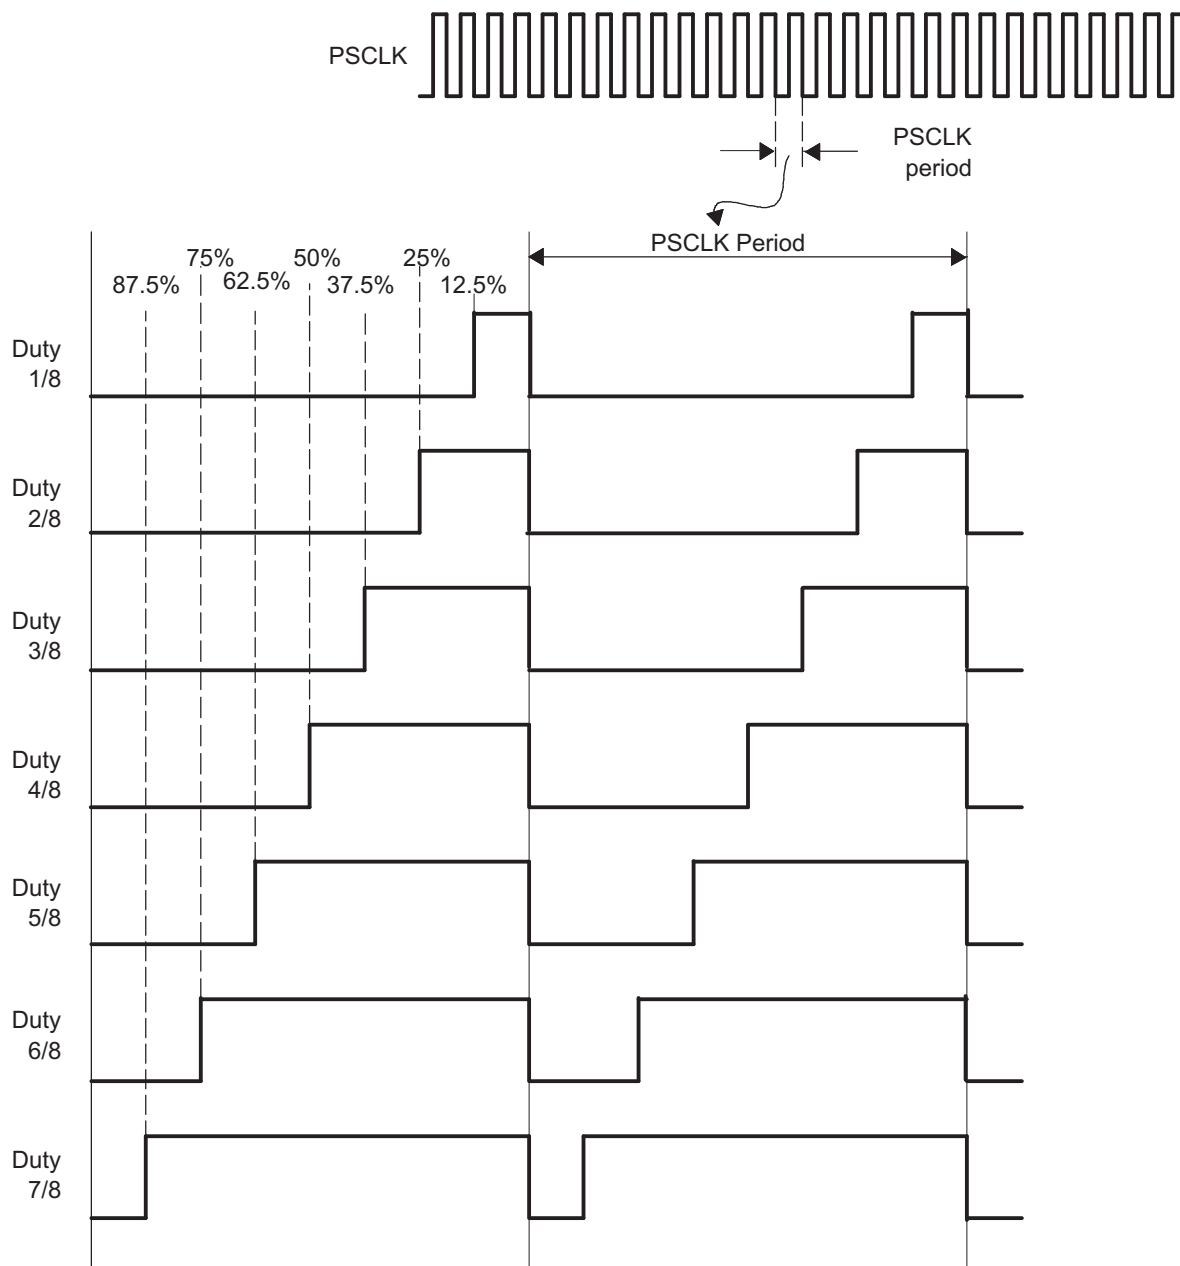 PSCLK
PSCLK
period
PSCLK Period
75%
50%
25%
87.5%
62.5%
37.5%
12.5%
Duty
1/8
Duty
2/8
Duty
3/8
Duty
4/8
Duty
5/8
Duty
6/8
Duty
7/8